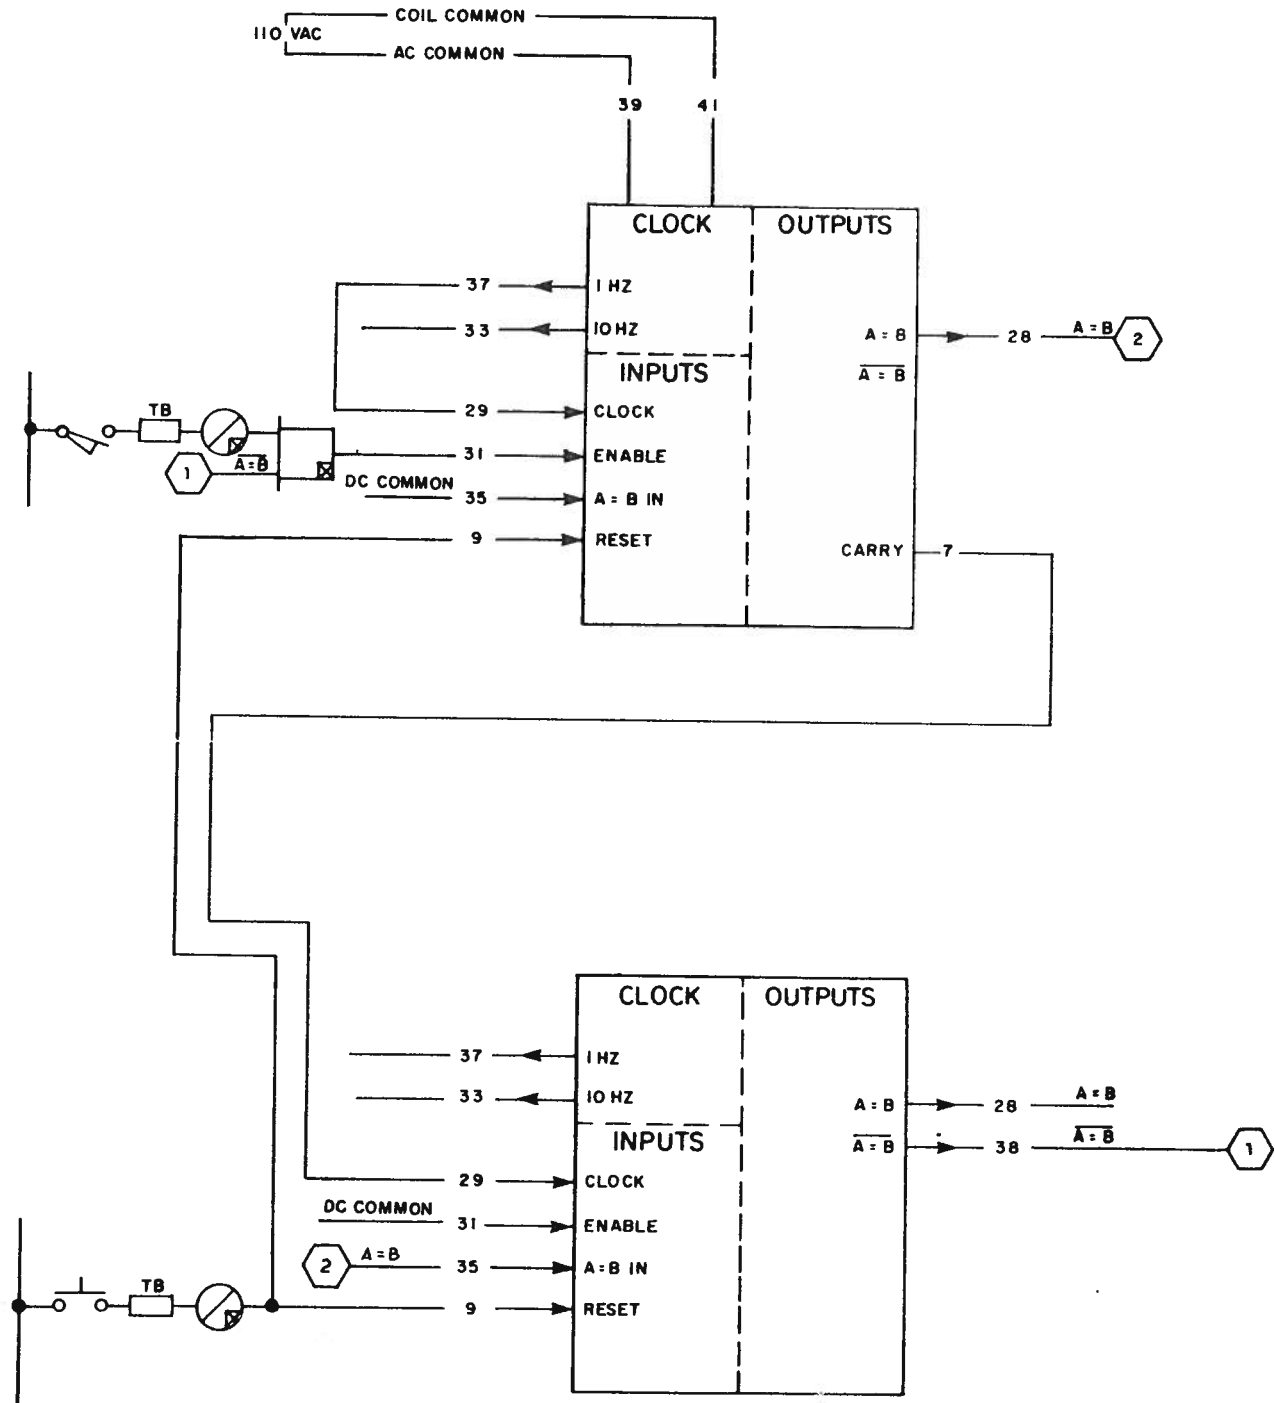 COIL COMMON
110 VAC
AC COMMON
39 41
CLOCK OUTPUTS
37 1 HZ
33 10 HZ
A = B 28 A = B 2
INPUTS
A = B
TB
29 CLOCK
1 A=B
31 ENABLE
DC COMMON
35 A = B IN
9 RESET
CARRY 7
CLOCK OUTPUTS
37 1 HZ
33 10 HZ
A = B 28 A = B
INPUTS
A = B 38 A = B 1
29 CLOCK
DC COMMON
31 ENABLE
2 A = B
35 A = B IN
TB
9 RESET